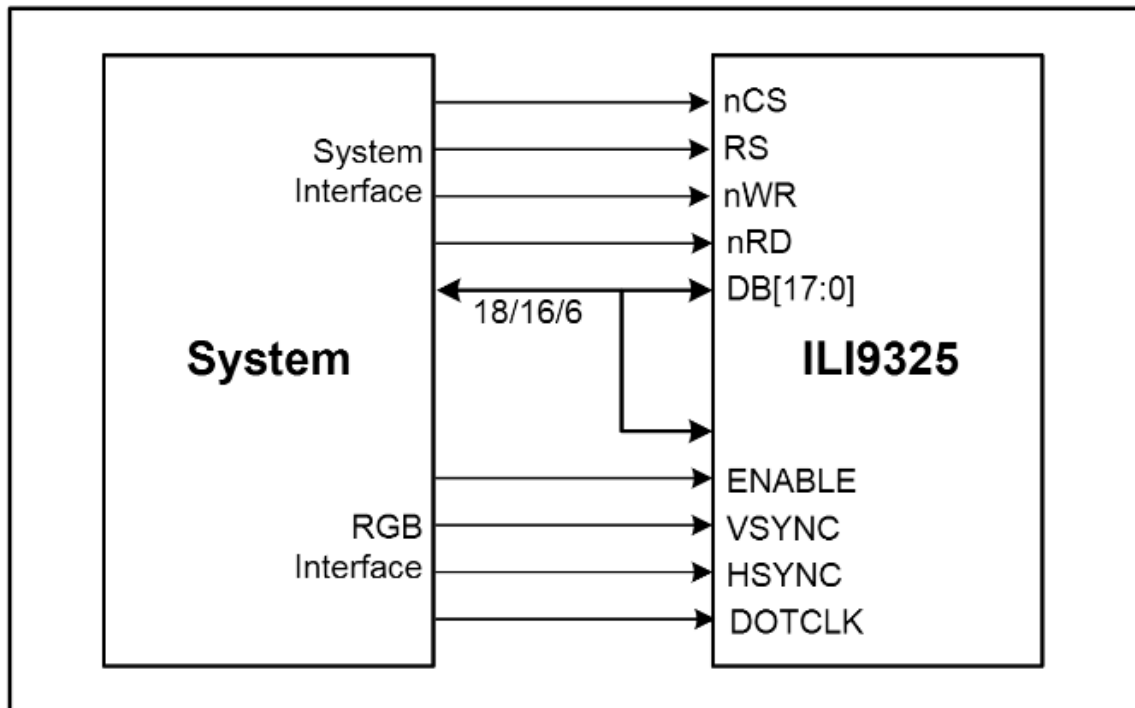 System
Interface
18/16/6
System
RGB
Interface
nCS
RS
nWR
nRD
DB[17:0]
ILI9325
ENABLE
VSYNC
HSYNC
DOTCLK